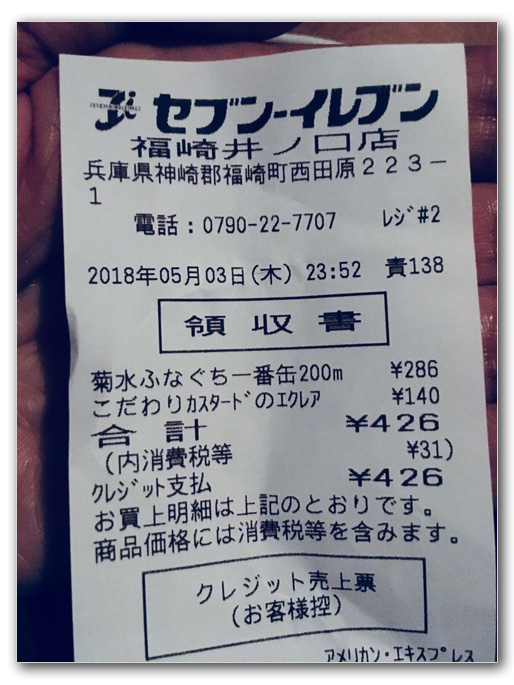 セブン-イレブン
福崎井ノ口店
兵庫県神崎郡福崎町西田原223-
1
電話:0790-22-7707 レジ#2
2018年05月03日(木) 23:52 責138
領収書
菊水ふなぐち一番缶200m ¥286
こだわりカスタードのエクレア ¥140
合計 ¥426
(内消費税等 ¥31)
クレジット支払 ¥426
お買上明細は上記のとおりです。
商品価格には消費税等を含みます。
クレジット売上票
(お客様控)
アメリカン・エキスプレス